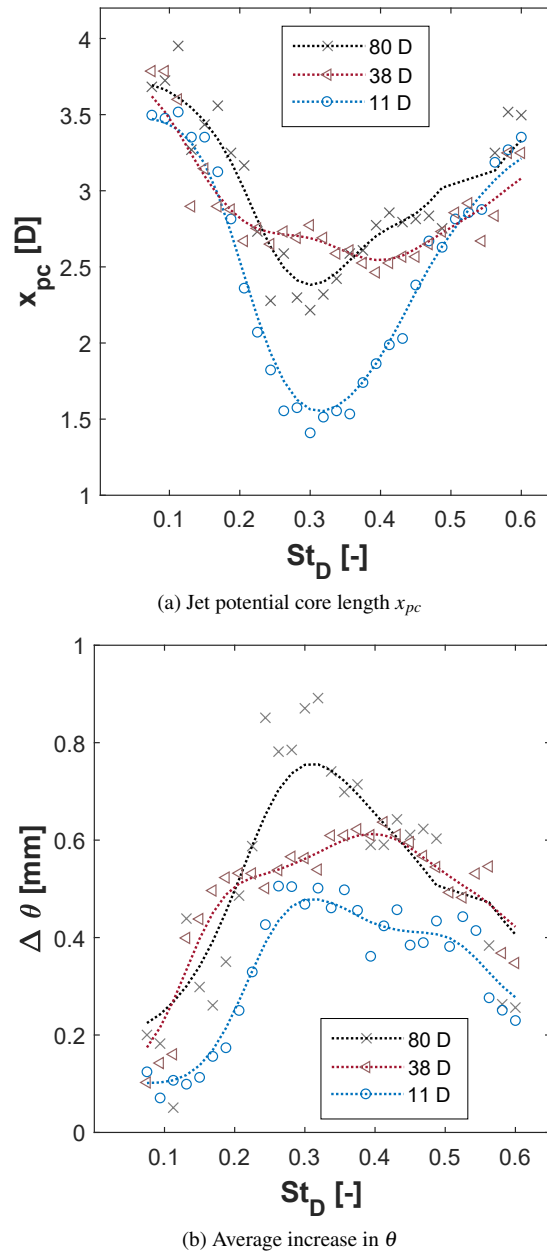 4
3.5
3
2.5
2
1.5
1
x_pc [D]
80 D
38 D
11 D
0.1 0.2 0.3 0.4 0.5 0.6
St_D [-]
(a) Jet potential core length x_pc
1
0.8
0.6
0.4
0.2
0
Δ θ [mm]
80 D
38 D
11 D
0.1 0.2 0.3 0.4 0.5 0.6
St_D [-]
(b) Average increase in θ